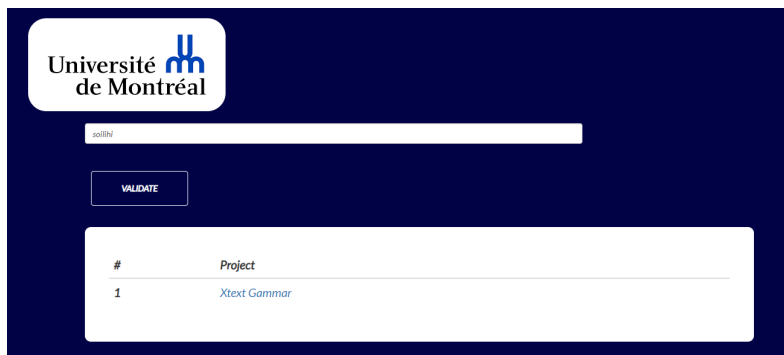 Université
de Montréal
soilihi
VALIDATE
# Project
1 Xtext Gammar